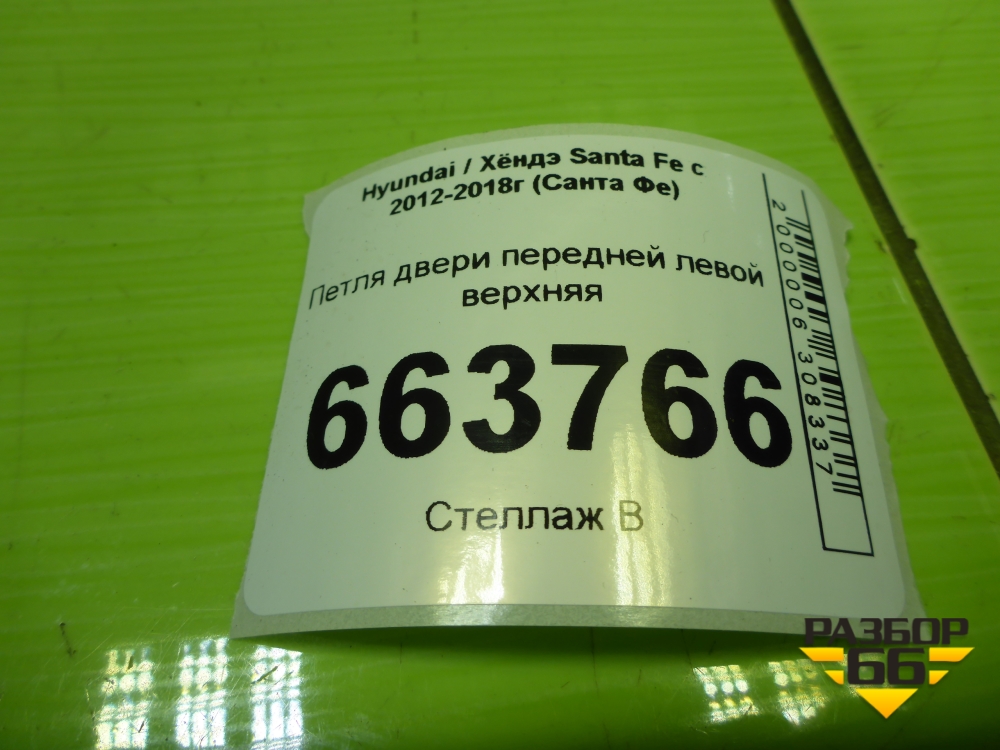 Hyundai / Хёндэ Santa Fe с
2012-2018г (Санта Фе)
Петля двери передней левой
верхняя
663766
Стеллаж В
2000006308337
РАЗБОР
66